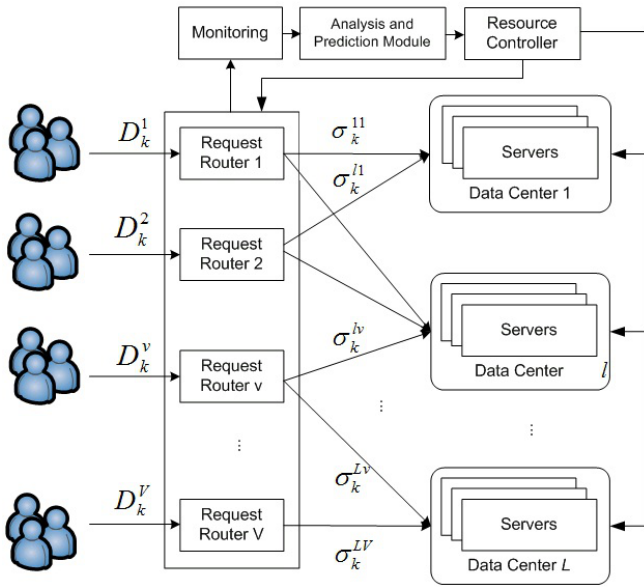 Monitoring
Analysis and
Prediction Module
Resource
Controller
D_k^1
Request
Router 1
σ_k^{11}
σ_k^{l1}
Servers
Data Center 1
D_k^2
Request
Router 2
D_k^v
Request
Router v
σ_k^{lv}
Servers
Data Center l
...
...
...
σ_k^{Lv}
D_k^V
Request
Router V
σ_k^{LV}
Servers
Data Center L